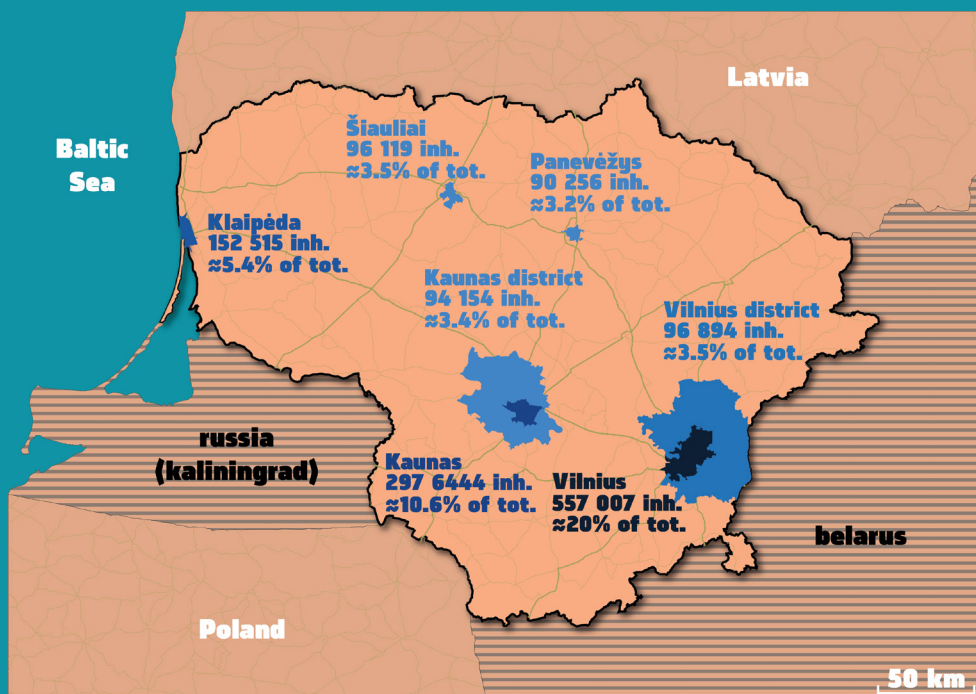 Latvia
Baltic
Sea
Šiauliai
96 119 inh.
≈3.5% of tot.
Panevėžys
90 256 inh.
≈3.2% of tot.
Klaipėda
152 515 inh.
≈5.4% of tot.
Kaunas district
94 154 inh.
≈3.4% of tot.
Vilnius district
96 894 inh.
≈3.5% of tot.
russia
(kaliningrad)
Kaunas
297 6444 inh.
≈10.6% of tot.
Vilnius
557 007 inh.
≈20% of tot.
belarus
Poland
50 km